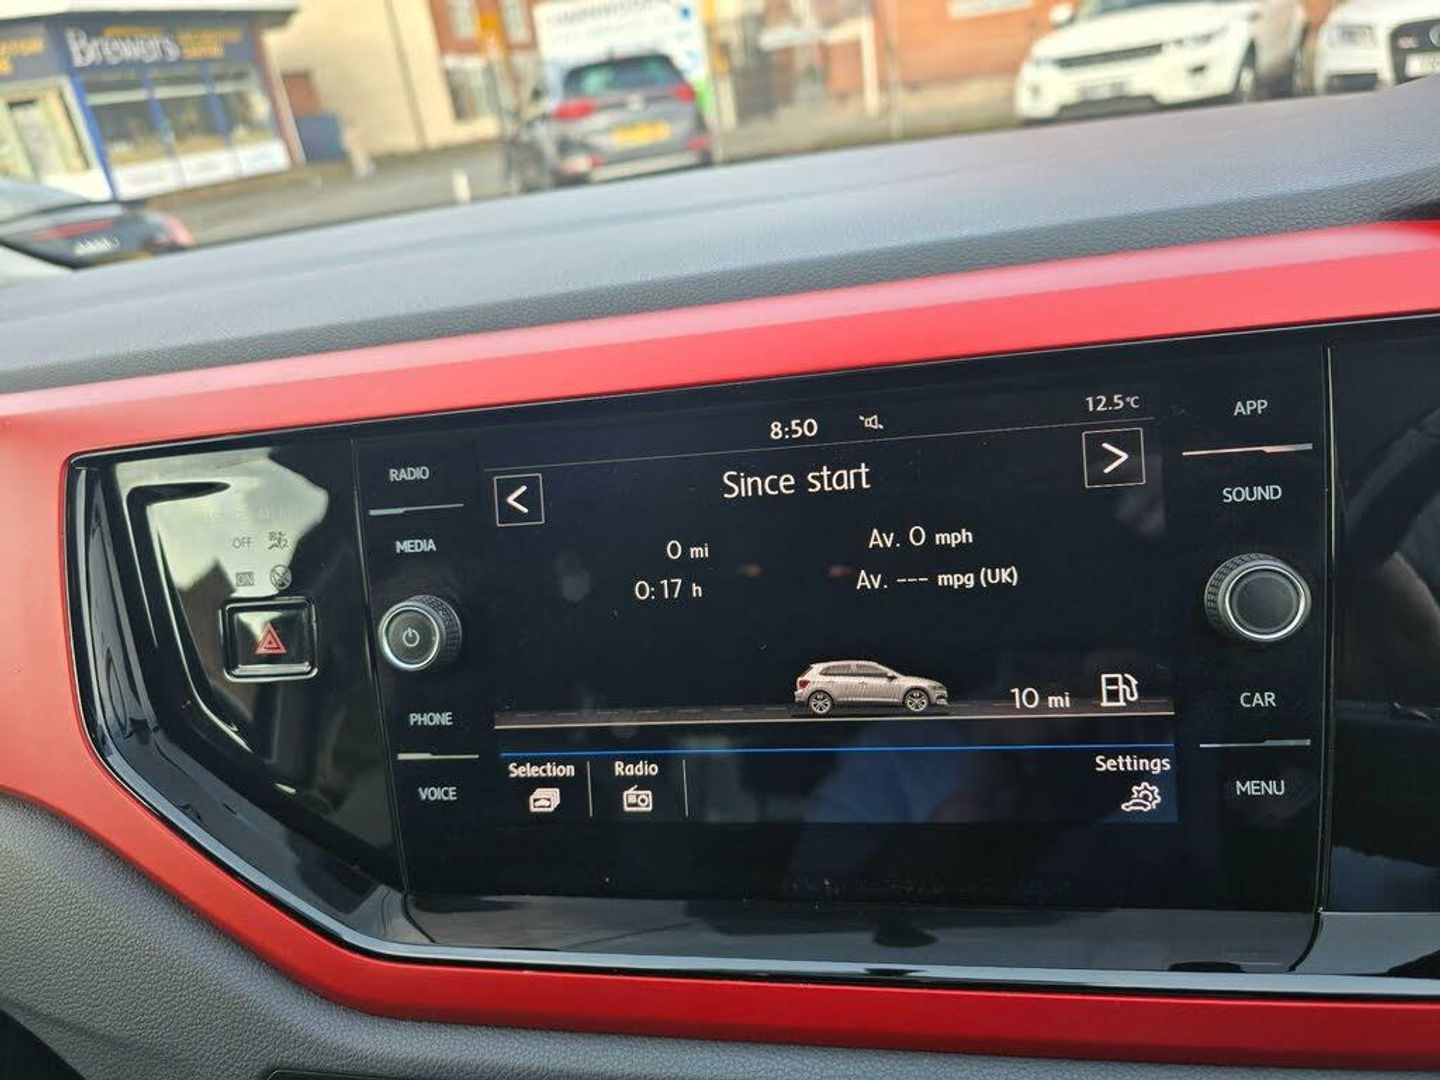 Brewers
8:50
12.5°C
<
Since start
>
0 mi
Av. 0 mph
0:17 h
Av. --- mpg (UK)
10 mi
Selection
Radio
Settings
RADIO
MEDIA
PHONE
VOICE
APP
SOUND
CAR
MENU
OFF
ON